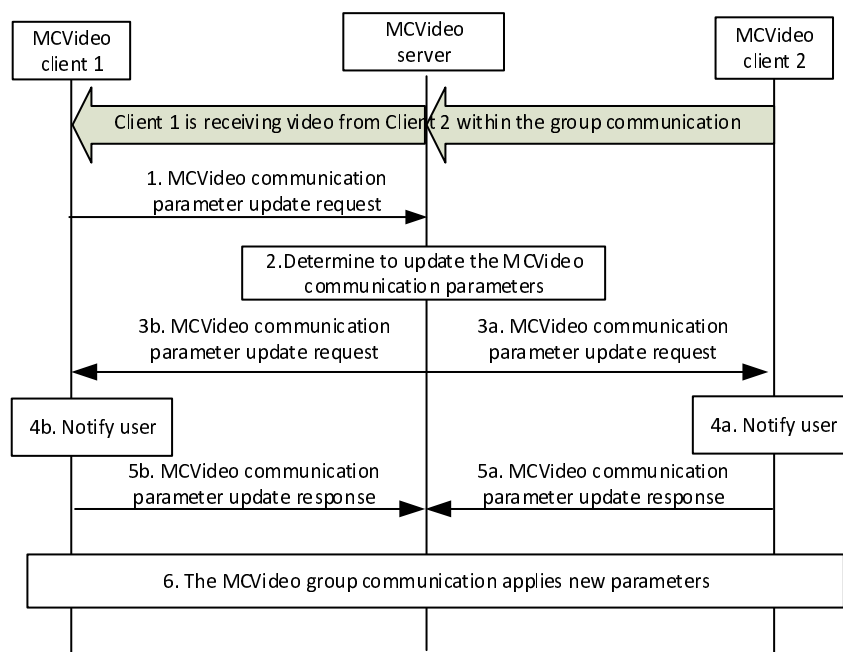 MCVideo
client 1
MCVideo
server
MCVideo
client 2
Client 1 is receiving video from Client 2 within the group communication
1. MCVideo communication
parameter update request
2.Determine to update the MCVideo
communication parameters
3b. MCVideo communication
parameter update request
3a. MCVideo communication
parameter update request
4b. Notify user
4a. Notify user
5b. MCVideo communication
parameter update response
5a. MCVideo communication
parameter update response
6. The MCVideo group communication applies new parameters